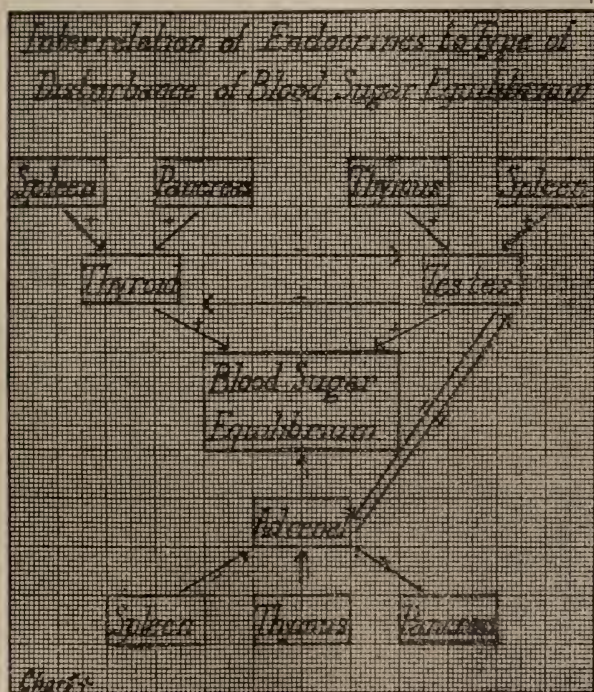 Interrelation of Endocrines to Type of
Disturbance of Blood Sugar Equilibrium
Spleen Pancreas Thymus Spleen
Thyroid Testes
Blood Sugar
Equilibrium
Spleen Thymus Pancreas